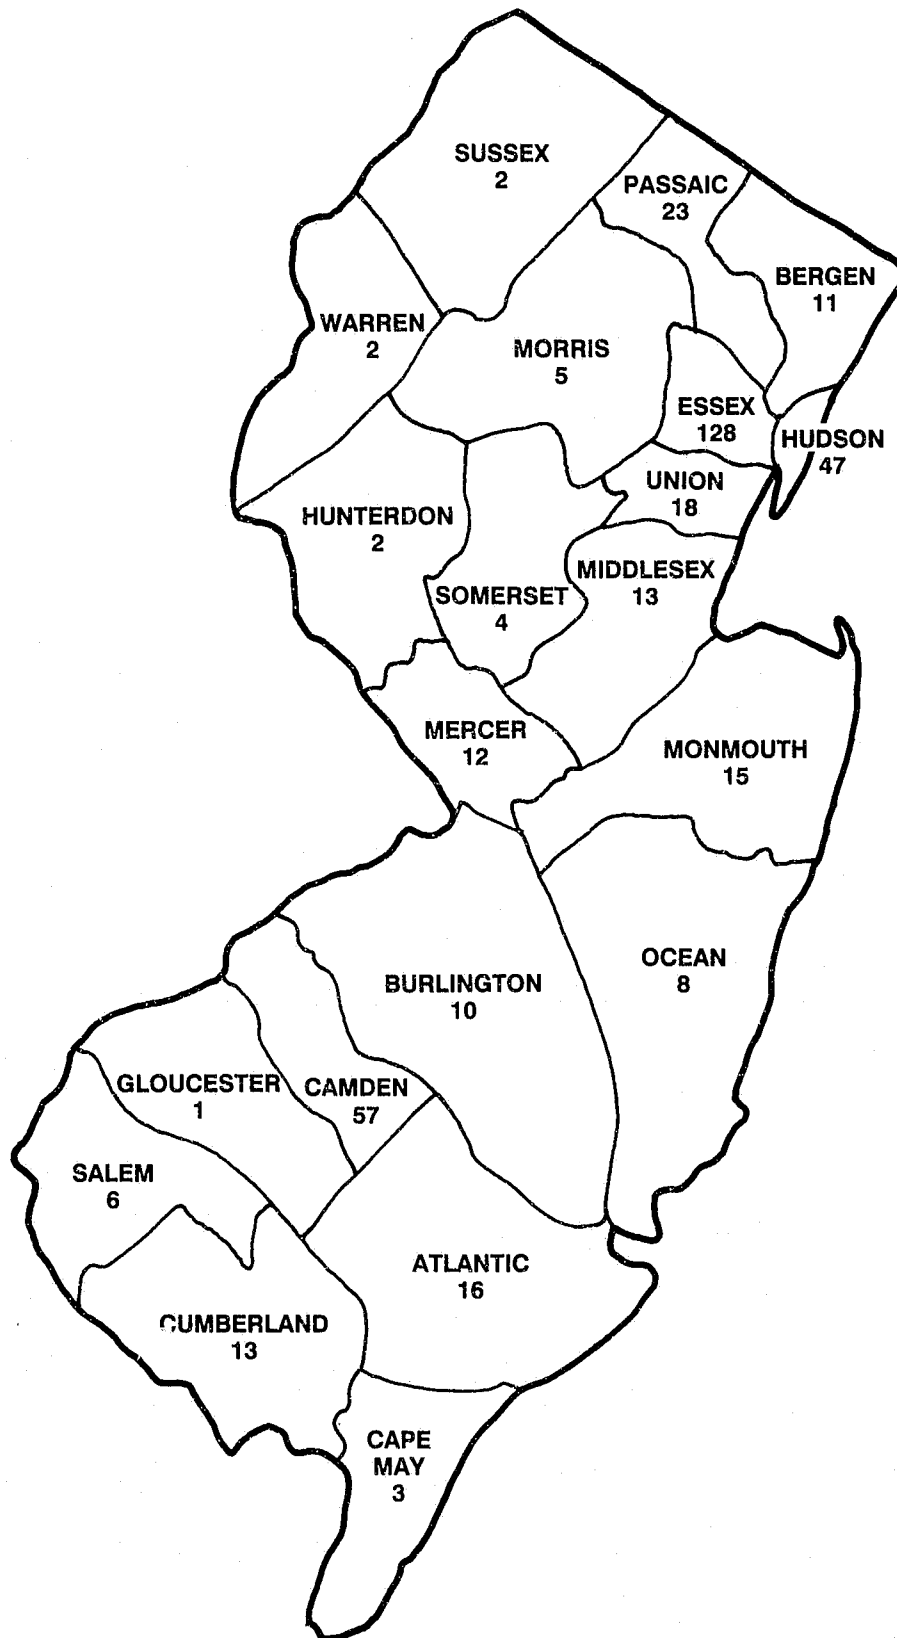 SUSSEX
2
PASSAIC
23
BERGEN
11
WARREN
2
MORRIS
5
ESSEX
128
HUDSON
47
UNION
18
HUNTERDON
2
MIDDLESEX
13
SOMERSET
4
MERCER
12
MONMOUTH
15
OCEAN
8
BURLINGTON
10
GLOUCESTER
1
CAMDEN
57
SALEM
6
ATLANTIC
16
CUMBERLAND
13
CAPE
MAY
3